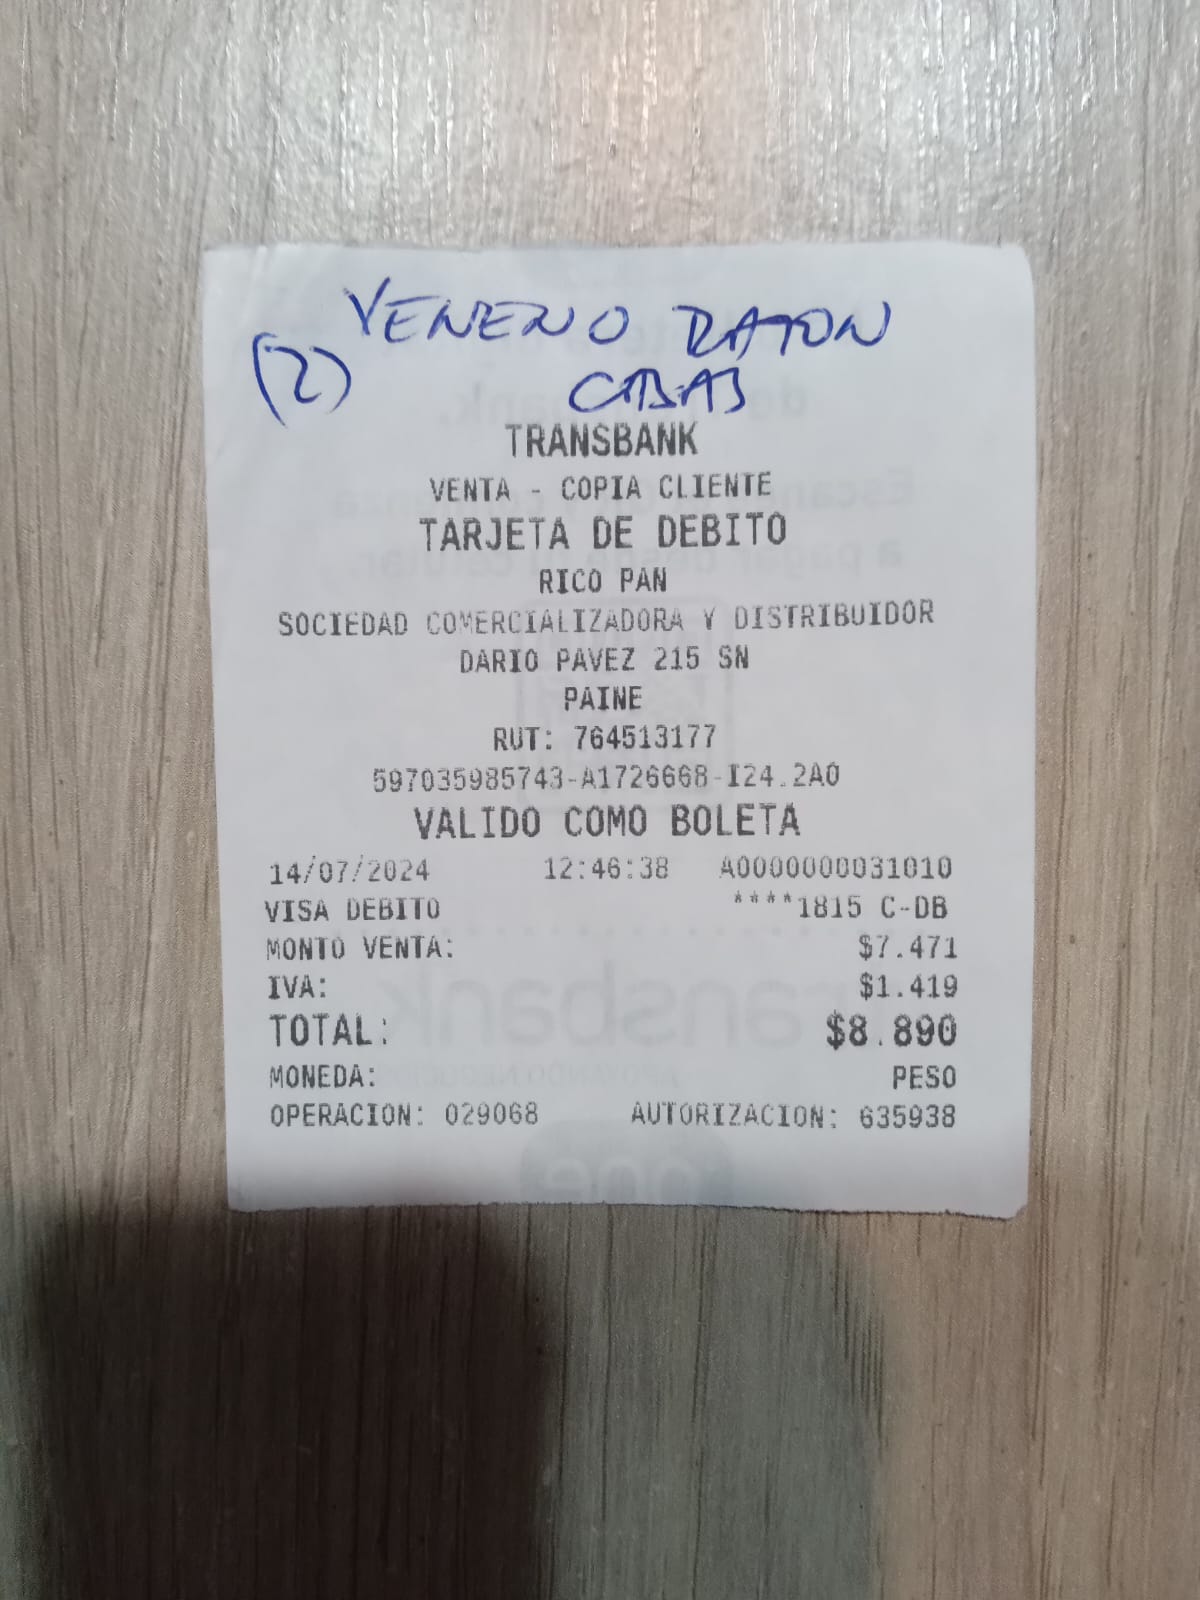 VENENO RATON
(2)
TRANSBANK
VENTA - COPIA CLIENTE
TARJETA DE DEBITO
RICO PAN
SOCIEDAD COMERCIALIZADORA Y DISTRIBUIDOR
DARIO PAVEZ 215 SN
PAINE
RUT: 764513177
597035985743-A1726668-I24.2A0
VALIDO COMO BOLETA
14/07/2024 12:46:38 A0000000031010
VISA DEBITO ****1815 C-DB
MONTO VENTA: $7.471
IVA: $1.419
TOTAL: $8.890
MONEDA: PESO
OPERACION: 029068 AUTORIZACION: 635938